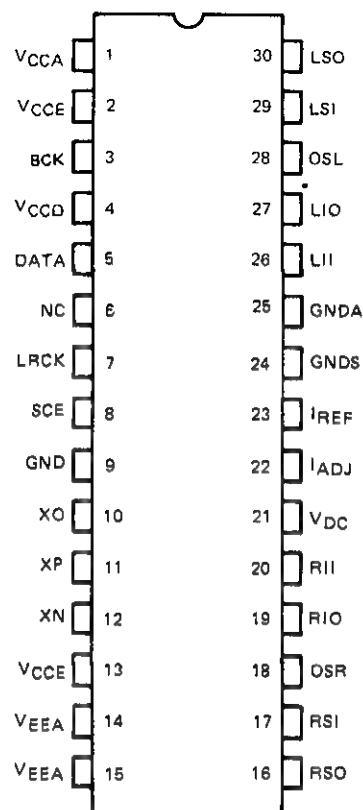 VCCA 1 30 LSO
VCCE 2 29 LSI
BCK 3 28 OSL
VCCD 4 27 LIO
DATA 5 26 LII
NC 6 25 GNDA
LRCK 7 24 GNDS
SCE 8 23 IREF
GND 9 22 IADJ
XO 10 21 VDC
XP 11 20 RII
XN 12 19 RIO
VCCE 13 18 OSR
VEEA 14 17 RSI
VEEA 15 16 RSO